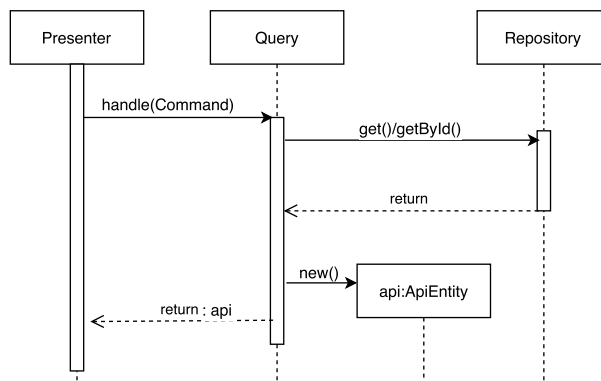 Presenter
Query
Repository
handle(Command)
get()/getById()
return
new()
api:ApiEntity
return : api